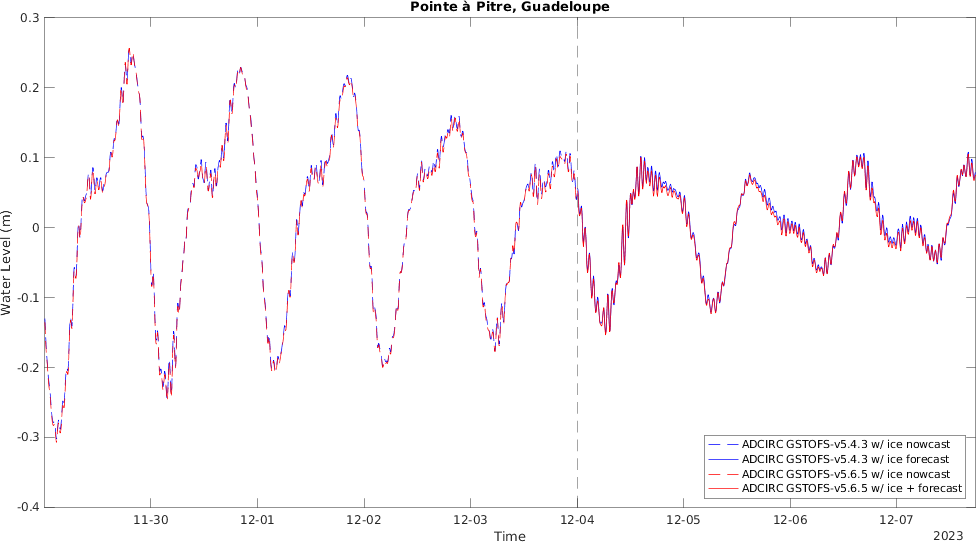 Pointe à Pitre, Guadeloupe
0.3
0.2
0.1
0
-0.1
-0.2
-0.3
-0.4
Water Level (m)
11-30 12-01 12-02 12-03 12-04 12-05 12-06 12-07
Time
2023
ADCIRC GSTOFS-v5.4.3 w/ ice nowcast
ADCIRC GSTOFS-v5.4.3 w/ ice forecast
ADCIRC GSTOFS-v5.6.5 w/ ice nowcast
ADCIRC GSTOFS-v5.6.5 w/ ice + forecast